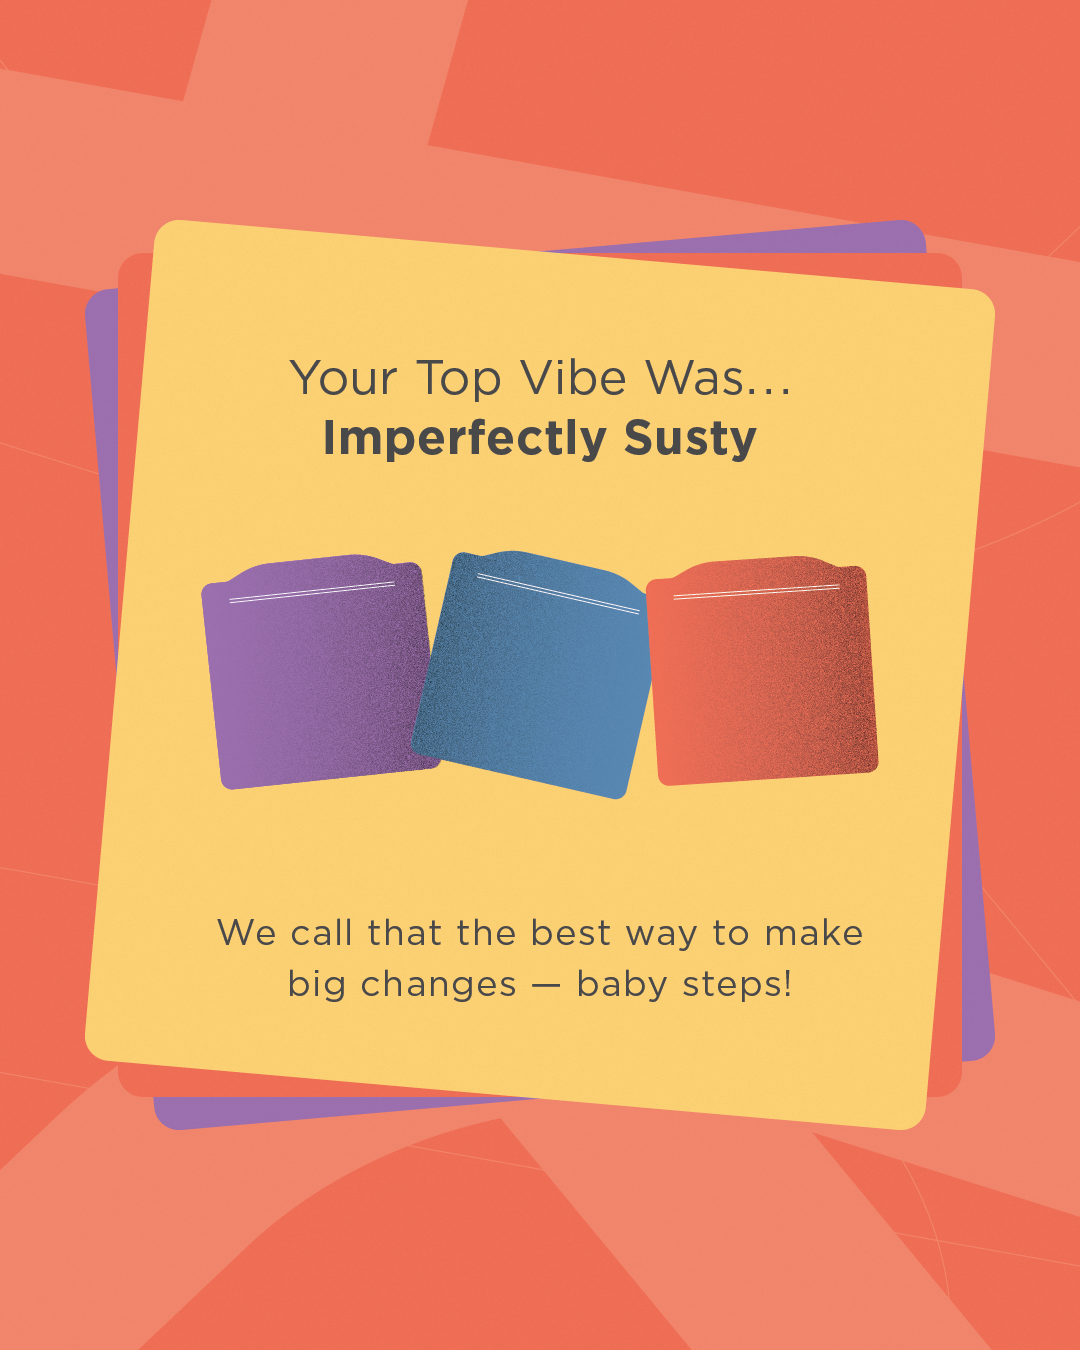 Your Top Vibe Was...
Imperfectly Susty
We call that the best way to make
big changes — baby steps!